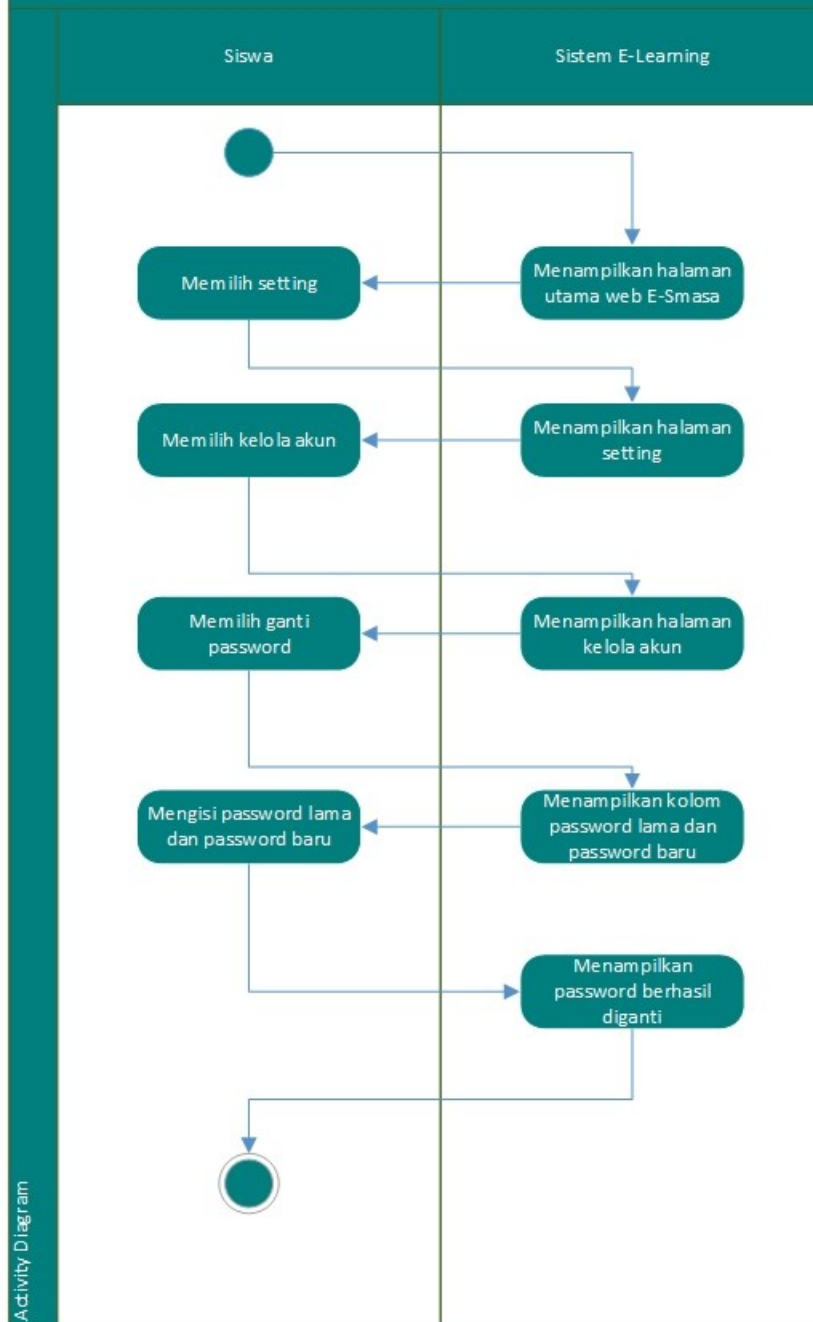 Siswa
Sistem E-Learning
Menampilkan halaman
utama web E-Smasa
Memilih setting
Menampilkan halaman
setting
Memilih kelola akun
Menampilkan halaman
kelola akun
Memilih ganti
password
Menampilkan kolom
password lama dan
password baru
Mengisi password lama
dan password baru
Menampilkan
password berhasil
diganti
Activity Diagram